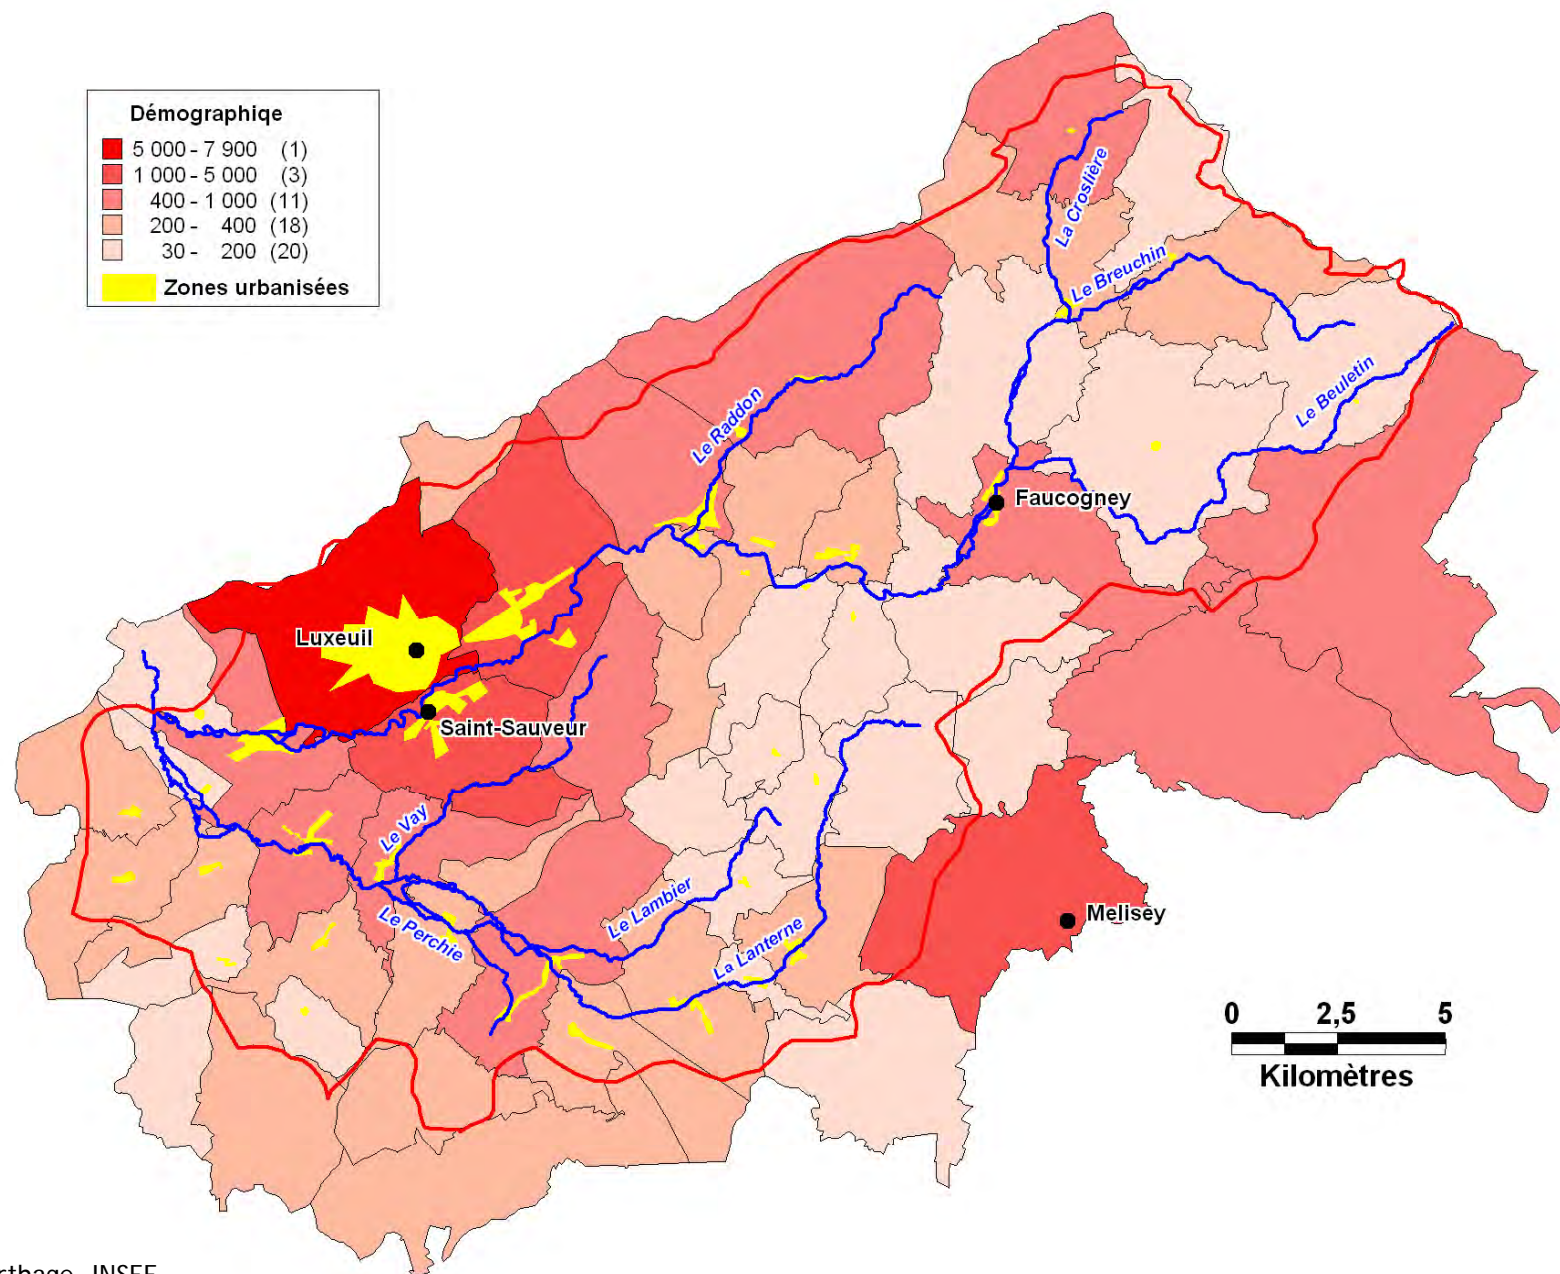 Démographiqe
5 000 - 7 900 (1)
1 000 - 5 000 (3)
400 - 1 000 (11)
200 - 400 (18)
30 - 200 (20)
Zones urbanisées
La Croslière
Le Breuchin
Le Beuletin
Le Raddon
Faucogney
Luxeuil
Saint-Sauveur
Le Vay
Le Lambier
Le Perchie
La Lanterne
Melisey
0 2,5 5
Kilomètres
INSEE